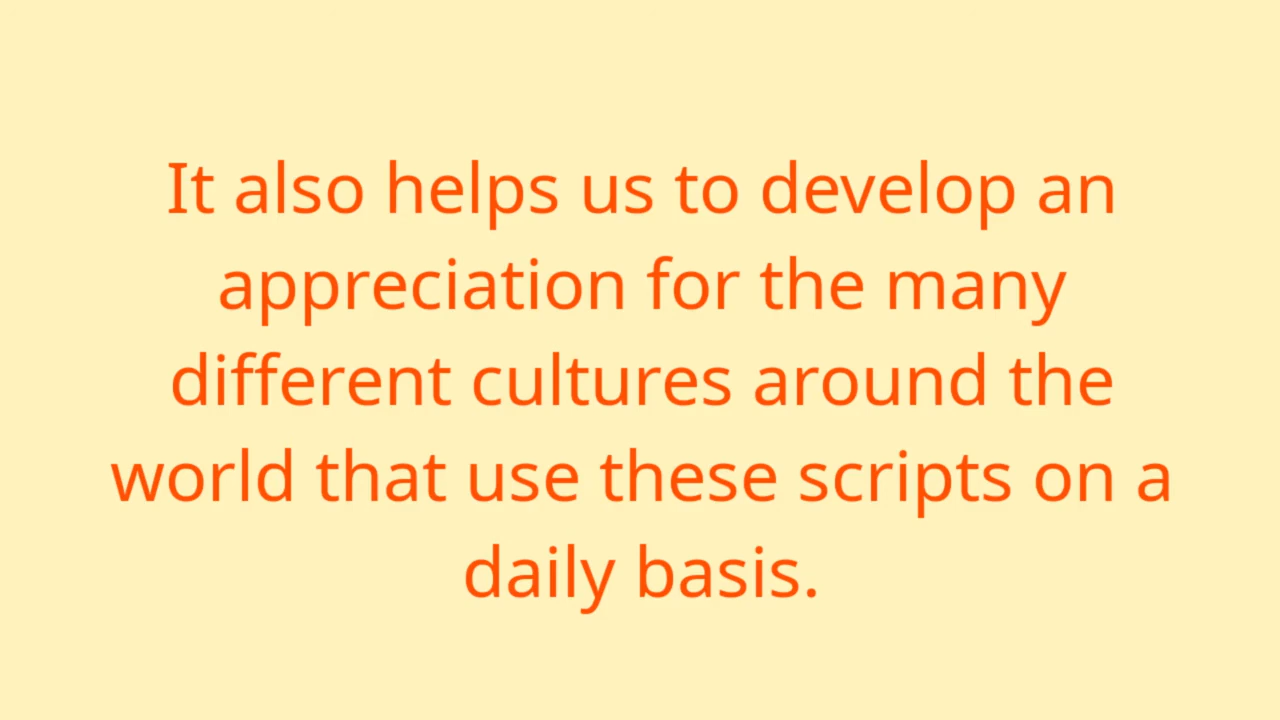 It also helps us to develop an
appreciation for the many
different cultures around the
world that use these scripts on a
daily basis.